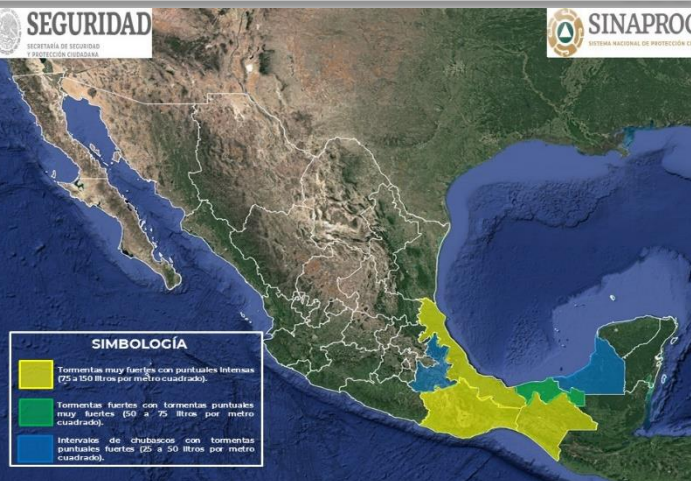 SEGURIDAD
SECRETARÍA DE SEGURIDAD
Y PROTECCIÓN CIUDADANA
SINAPROC
SISTEMA NACIONAL DE PROTECCIÓN
SIMBOLOGÍA
Tormentas muy fuertes con puntuales Intensas
(75 a 150 litros por metro cuadrado).
Tormentas fuertes con tormentas puntuales
muy fuertes (50 a 75 litros por metro
cuadrado).
Intervalos de chubascos con tormentas
puntuales fuertes (25 a 50 litros por metro
cuadrado).